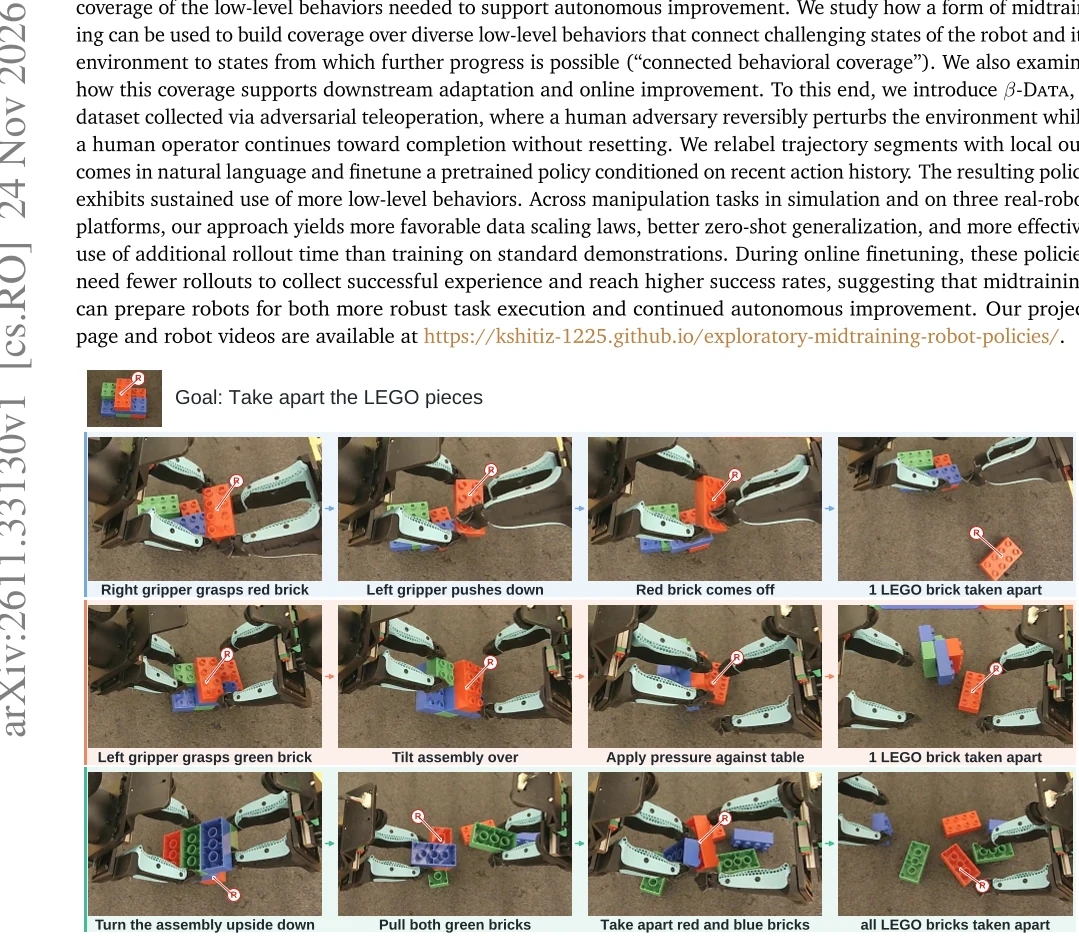 coverage of the low-level behaviors needed to support autonomous improvement. We study how a form of midtrain
ing can be used to build coverage over diverse low-level behaviors that connect challenging states of the robot and it
environment to states from which further progress is possible (“connected behavioral coverage”). We also examin
how this coverage supports downstream adaptation and online improvement. To this end, we introduce β-Data,
dataset collected via adversarial teleoperation, where a human adversary reversibly perturbs the environment whil
a human operator continues toward completion without resetting. We relabel trajectory segments with local ou
comes in natural language and finetune a pretrained policy conditioned on recent action history. The resulting polic
exhibits sustained use of more low-level behaviors. Across manipulation tasks in simulation and on three real-robo
platforms, our approach yields more favorable data scaling laws, better zero-shot generalization, and more effectiv
use of additional rollout time than training on standard demonstrations. During online finetuning, these policie
need fewer rollouts to collect successful experience and reach higher success rates, suggesting that midtrainin
can prepare robots for both more robust task execution and continued autonomous improvement. Our projec
page and robot videos are available at https://kshitiz-1225.github.io/exploratory-midtraining-robot-policies/.
arXiv:2611.33130v1 [cs.RO] 24 Nov 2026
R
Goal: Take apart the LEGO pieces
R
R
R
R
Right gripper grasps red brick
Left gripper pushes down
Red brick comes off
1 LEGO brick taken apart
R
R
R
R
Left gripper grasps green brick
Tilt assembly over
Apply pressure against table
1 LEGO brick taken apart
R
R
R
R
Turn the assembly upside down
Pull both green bricks
Take apart red and blue bricks
all LEGO bricks taken apart